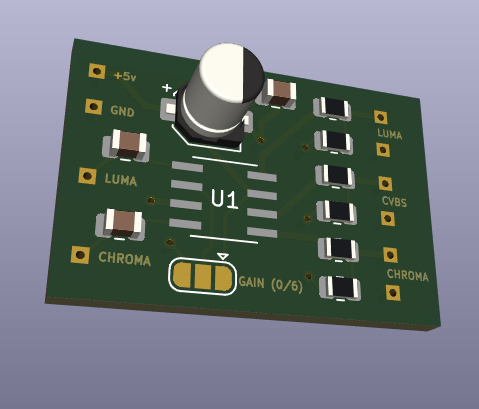 +5v
+
GND
LUMA
LUMA
U1
CVBS
CHROMA
CHROMA
GAIN (0/6)